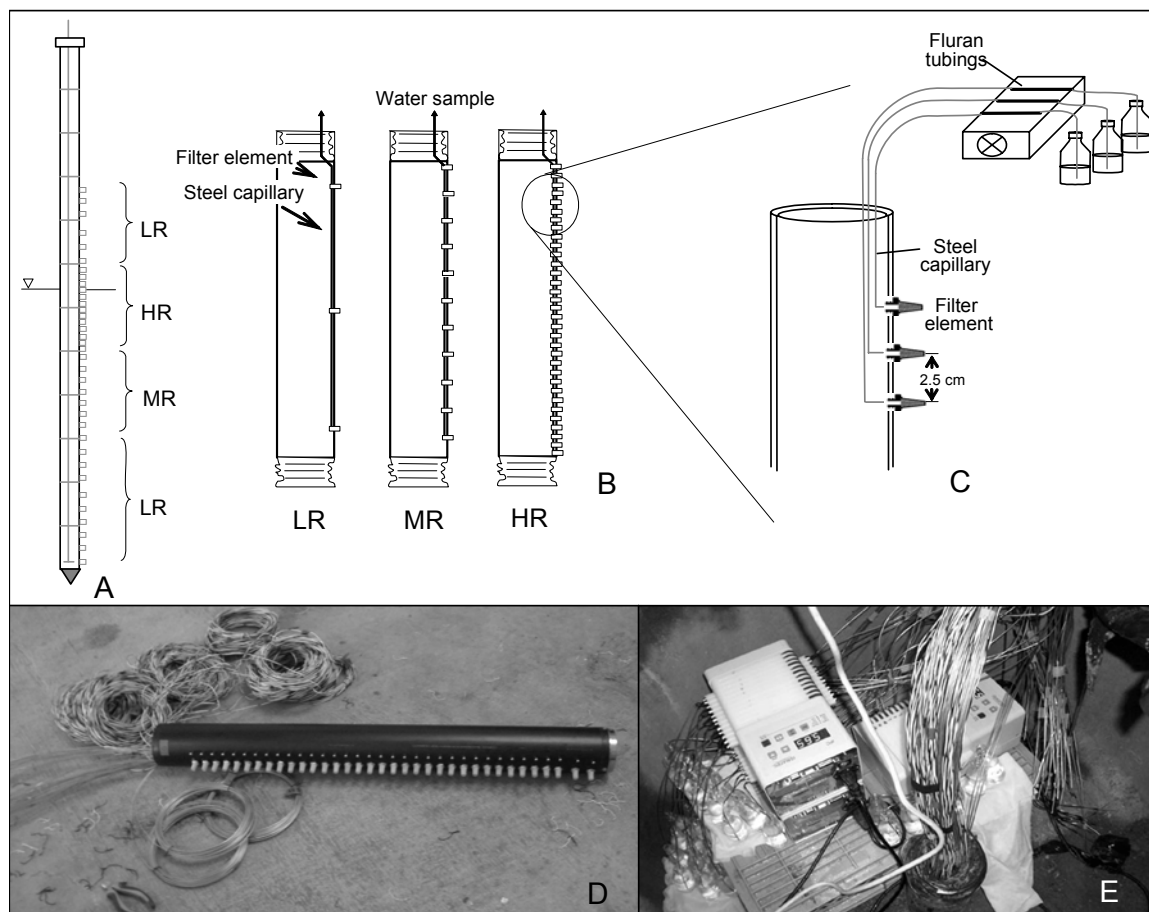 LR
HR
MR
LR
A
Water sample
Filter element
Steel capillary
LR
MR
HR
B
Fluran
tubings
Steel
capillary
Filter
element
2.5 cm
C
D
E